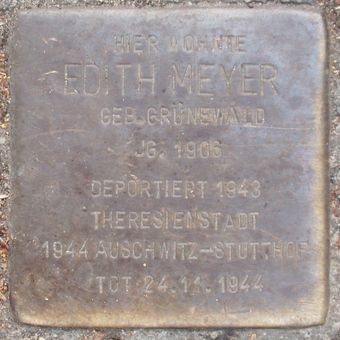 HIER WOHNTE
EDITH MEYER
GEB. GRÜNEWALD
JG. 1906
DEPORTIERT 1943
THERESIENSTADT
1944 AUSCHWITZ-STUTTHOF
TOT 24.11.1944